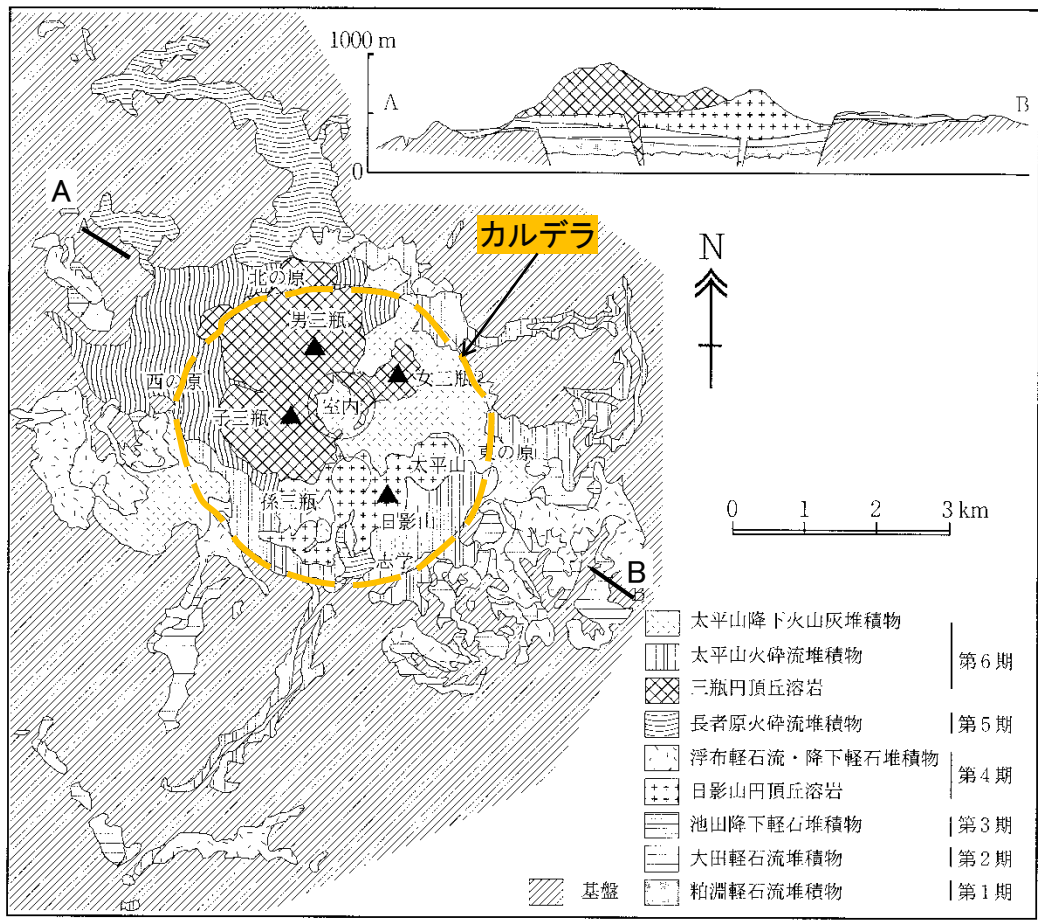 1000 m
A
B
0
A
カルデラ
N
北の原
男三瓶
女三瓶
西の原
室内
子三瓶
東の原
太平山
孫三瓶
日影山
志学
0 1 2 3 km
B
B
太平山降下火山灰堆積物
太平山火砕流堆積物
第6期
三瓶円頂丘溶岩
長者原火砕流堆積物 第5期
浮布軽石流・降下軽石堆積物
第4期
日影山円頂丘溶岩
池田降下軽石堆積物 第3期
大田軽石流堆積物 第2期
基盤 粕淵軽石流堆積物 第1期